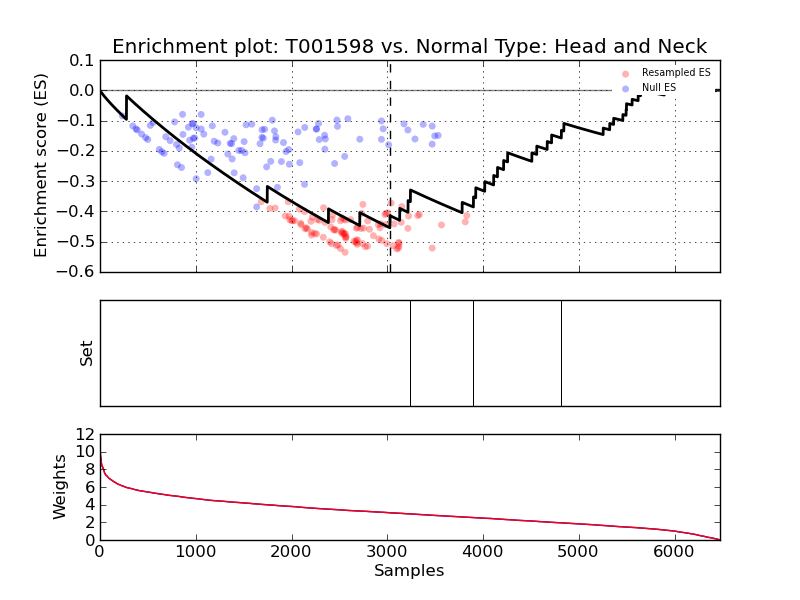 Enrichment plot: T001598 vs. Normal Type: Head and Neck
Enrichment score (ES)
0.1
0.0
−0.1
−0.2
−0.3
−0.4
−0.5
−0.6
Resampled ES
Null ES
Set
Weights
12
10
8
6
4
2
0
0 1000 2000 3000 4000 5000 6000
Samples